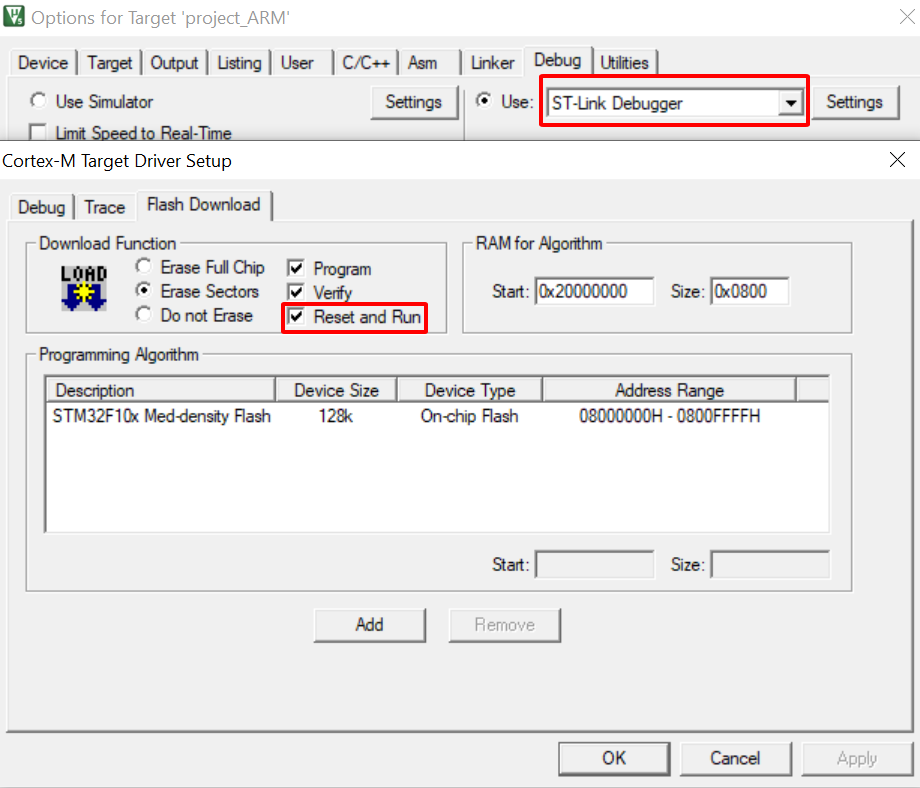 Options for Target 'project_ARM'
Device Target Output Listing User C/C++ Asm Linker Debug Utilities
Use Simulator Settings Use: ST-Link Debugger Settings
Limit Speed to Real-Time
Cortex-M Target Driver Setup
Debug Trace Flash Download
Download Function RAM for Algorithm
LOAD Erase Full Chip Program
Erase Sectors Verify Start: 0x20000000 Size: 0x0800
Do not Erase Reset and Run
Programming Algorithm
Description Device Size Device Type Address Range
STM32F10x Med-density Flash 128k On-chip Flash 08000000H - 0800FFFFH
Start: Size:
Add Remove
OK Cancel Apply